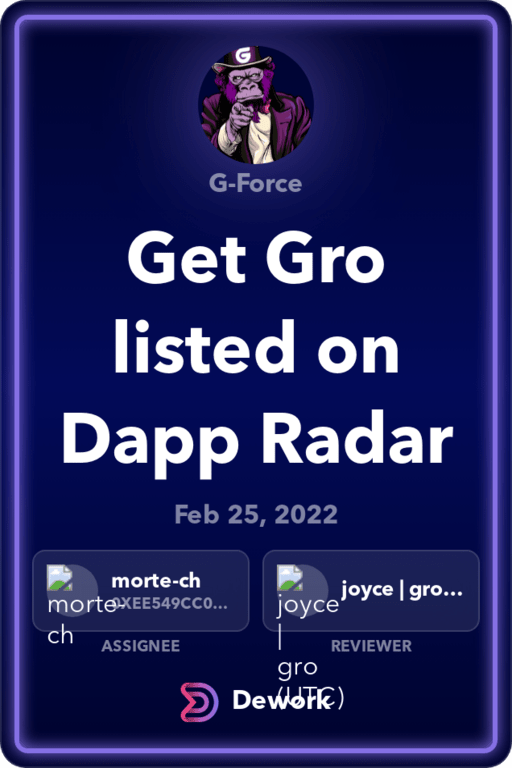 G
G-Force
Get Gro
listed on
Dapp Radar
Feb 25, 2022
morte-ch
0XEE549CC0...
morte-
ch
ASSIGNEE
joyce | gro...
joyce
|
gro
(UTC)
REVIEWER
Dework